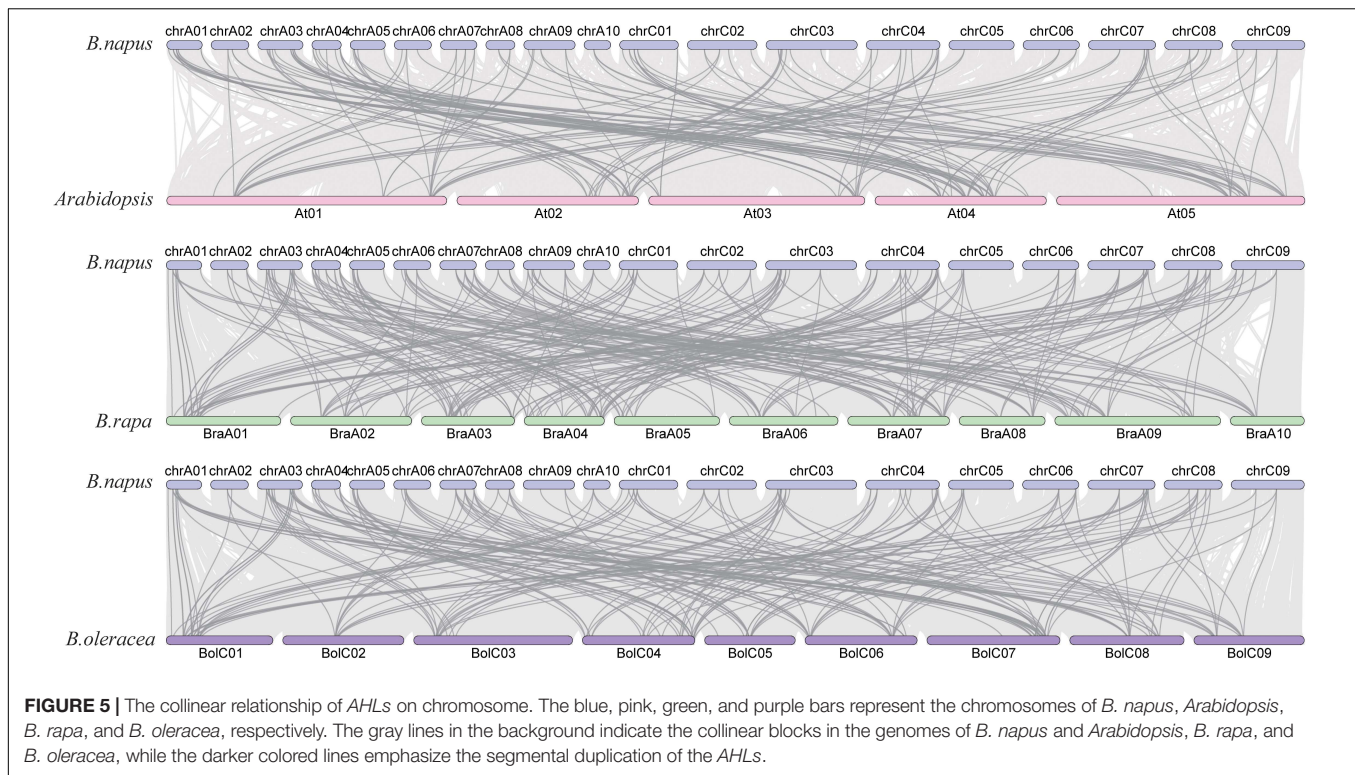 chrA01 chrA02 chrA03 chrA04 chrA05 chrA06 chrA07 chrA08 chrA09 chrA10 chrC01 chrC02 chrC03 chrC04 chrC05 chrC06 chrC07 chrC08 chrC09
B.napus
Arabidopsis
At01 At02 At03 At04 At05
chrA01 chrA02 chrA03 chrA04 chrA05 chrA06 chrA07 chrA08 chrA09 chrA10 chrC01 chrC02 chrC03 chrC04 chrC05 chrC06 chrC07 chrC08 chrC09
B.napus
B.rapa
BraA01 BraA02 BraA03 BraA04 BraA05 BraA06 BraA07 BraA08 BraA09 BraA10
chrA01 chrA02 chrA03 chrA04 chrA05 chrA06 chrA07 chrA08 chrA09 chrA10 chrC01 chrC02 chrC03 chrC04 chrC05 chrC06 chrC07 chrC08 chrC09
B.napus
B.oleracea
BolC01 BolC02 BolC03 BolC04 BolC05 BolC06 BolC07 BolC08 BolC09
FIGURE 5 | The collinear relationship of AHLs on chromosome. The blue, pink, green, and purple bars represent the chromosomes of B. napus, Arabidopsis,
B. rapa, and B. oleracea, respectively. The gray lines in the background indicate the collinear blocks in the genomes of B. napus and Arabidopsis, B. rapa, and
B. oleracea, while the darker colored lines emphasize the segmental duplication of the AHLs.